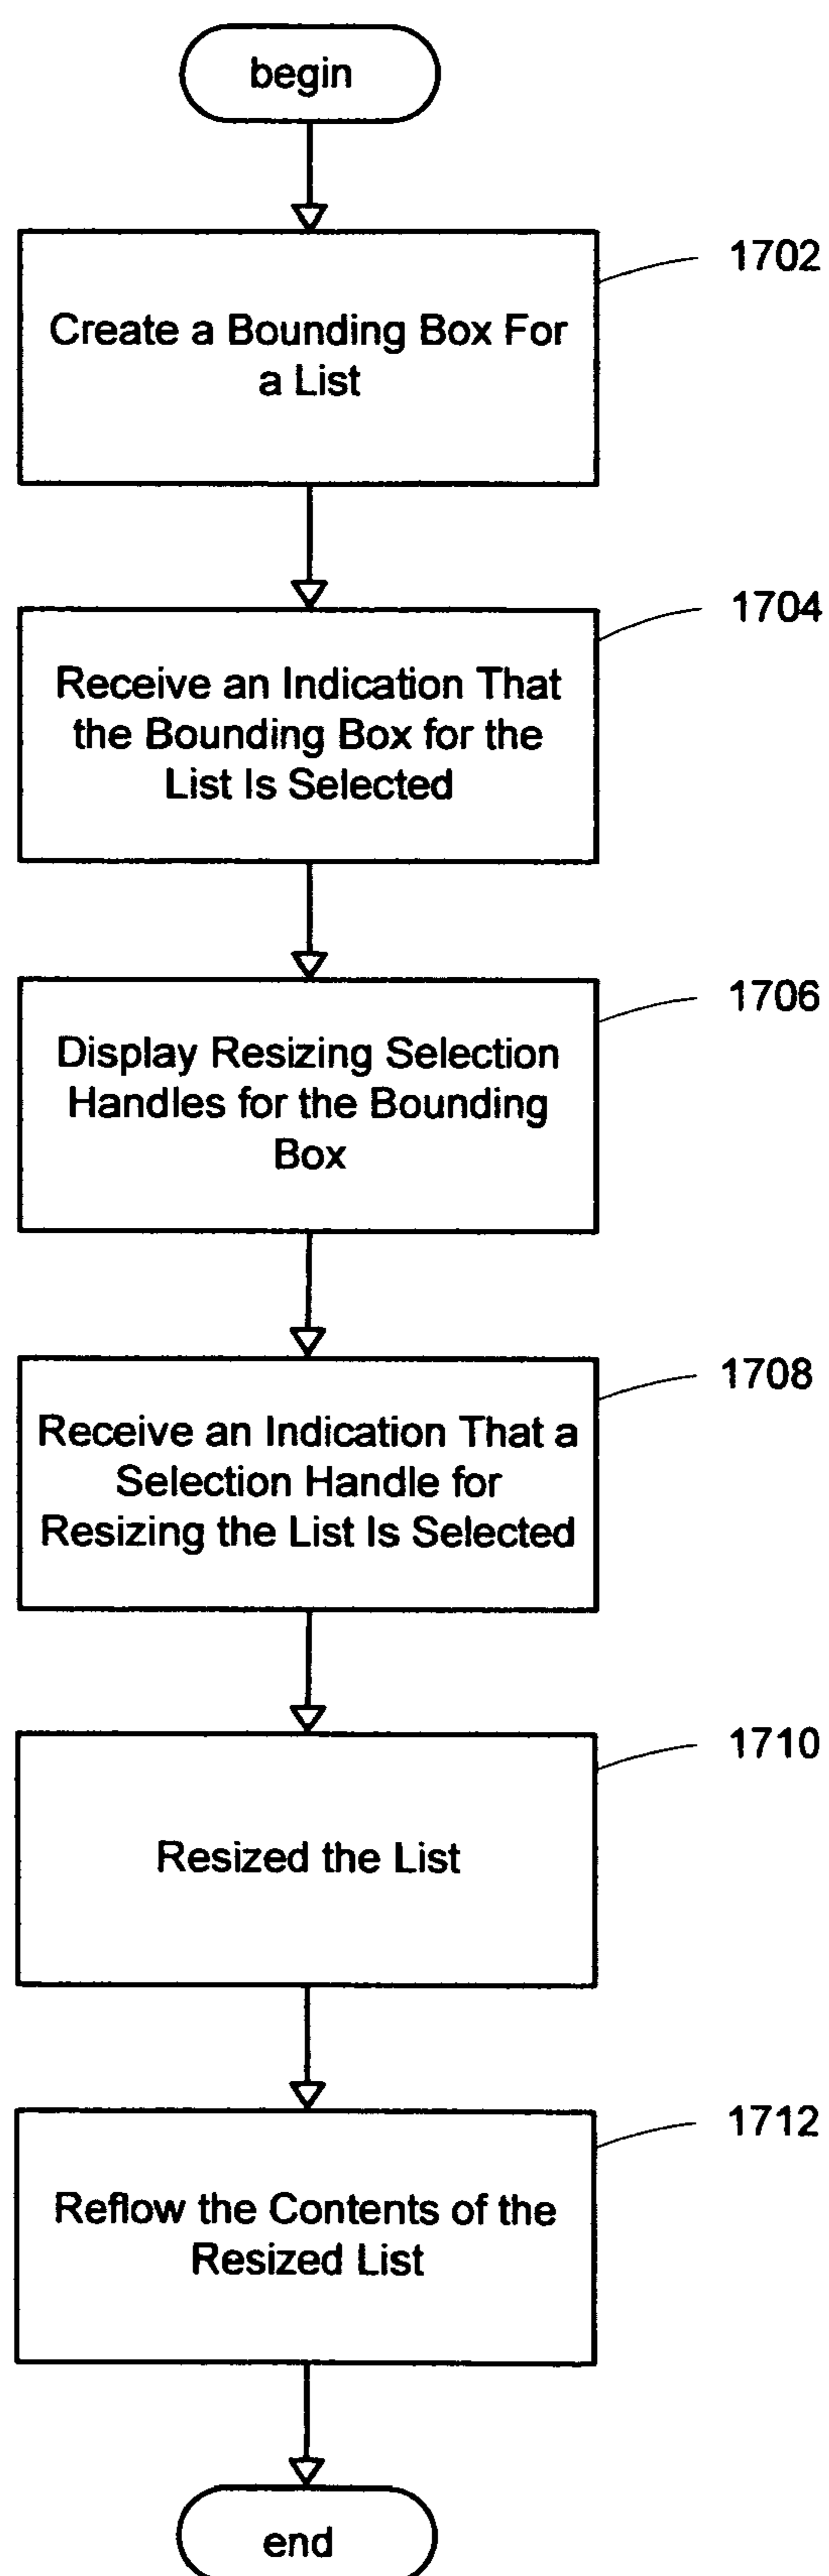 begin
1702
Create a Bounding Box For
a List
1704
Receive an Indication That
the Bounding Box for the
List Is Selected
1706
Display Resizing Selection
Handles for the Bounding
Box
1708
Receive an Indication That a
Selection Handle for
Resizing the List Is Selected
1710
Resized the List
1712
Reflow the Contents of the
Resized List
end